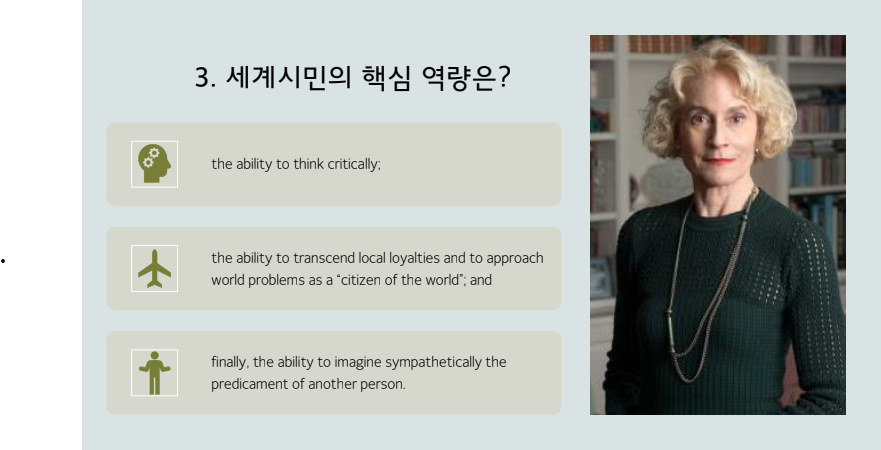 3. 세계시민의 핵심 역량은?
the ability to think critically;
the ability to transcend local loyalties and to approach
world problems as a “citizen of the world”; and
finally, the ability to imagine sympathetically the
predicament of another person.